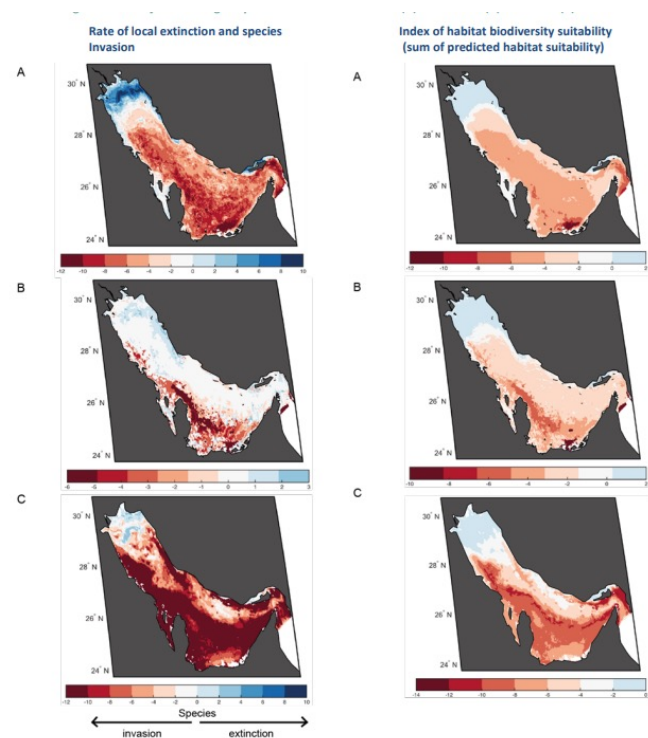 Rate of local extinction and species
Invasion
Index of habitat biodiversity suitability
(sum of predicted habitat suitability)
A
30° N
28° N
26° N
24° N
-12 -10 -8 -6 -4 -2 0 2 4 6 8 10
A
30° N
28° N
26° N
24° N
-12 -10 -8 -6 -4 -2 0 2
B
30° N
28° N
26° N
24° N
-6 -5 -4 -3 -2 -1 0 1 2 3
B
30° N
28° N
26° N
24° N
-10 -8 -6 -4 -2 0 2
C
30° N
28° N
26° N
24° N
-12 -10 -8 -6 -4 -2 0 2 4 6 8 10
Species
invasion
extinction
C
30° N
28° N
26° N
24° N
-14 -12 -10 -8 -6 -4 -2 0 2